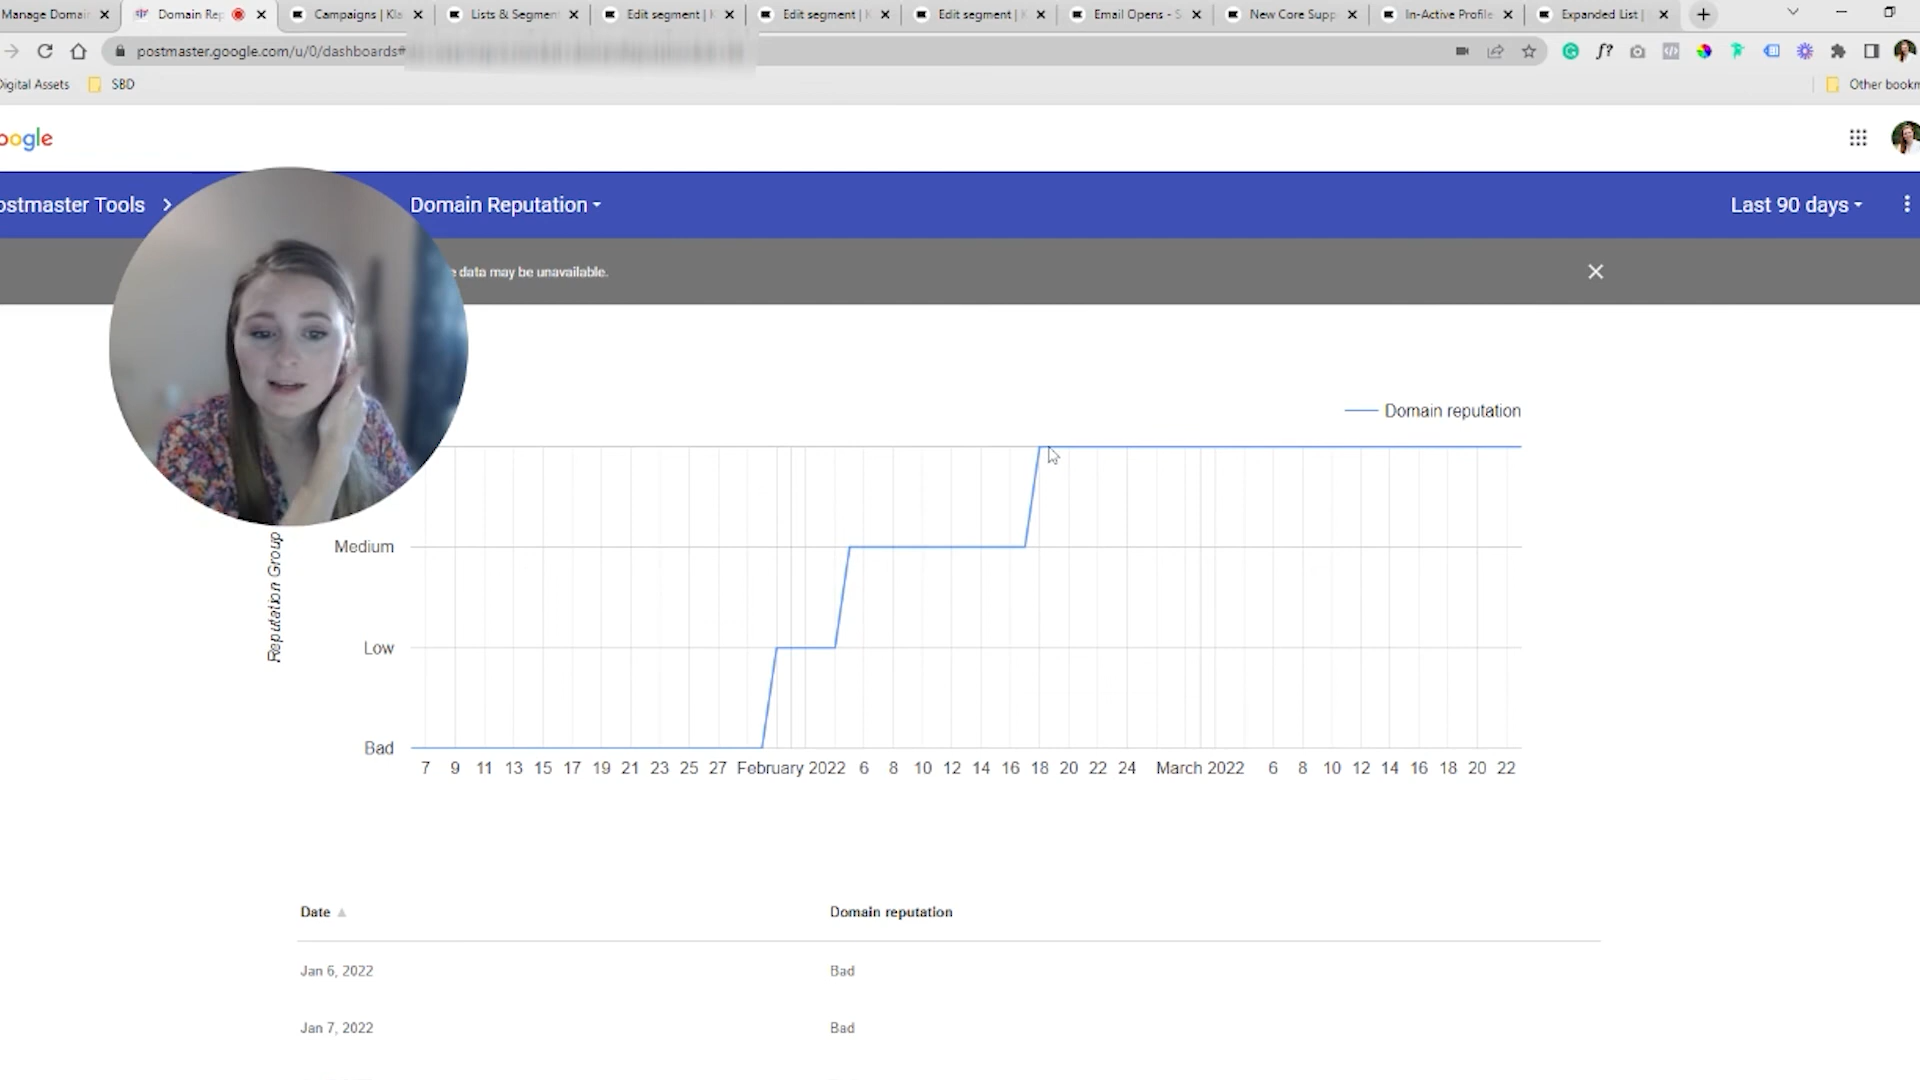 Manage Domain
Domain Rep
Campaigns | Kla
Lists & Segmen
Edit segment |
Edit segment |
Edit segment |
Email Opens - S
New Core Supp
In-Active Profile
Expanded List |
postmaster.google.com/u/0/dashboards#
Digital Assets
SBD
Other bookm
oogle
ostmaster Tools
Domain Reputation
Last 90 days
data may be unavailable.
Domain reputation
Reputation Group
Medium
Low
Bad
7 9 11 13 15 17 19 21 23 25 27 February 2022 6 8 10 12 14 16 18 20 22 24 March 2022 6 8 10 12 14 16 18 20 22
Date Domain reputation
Jan 6, 2022 Bad
Jan 7, 2022 Bad